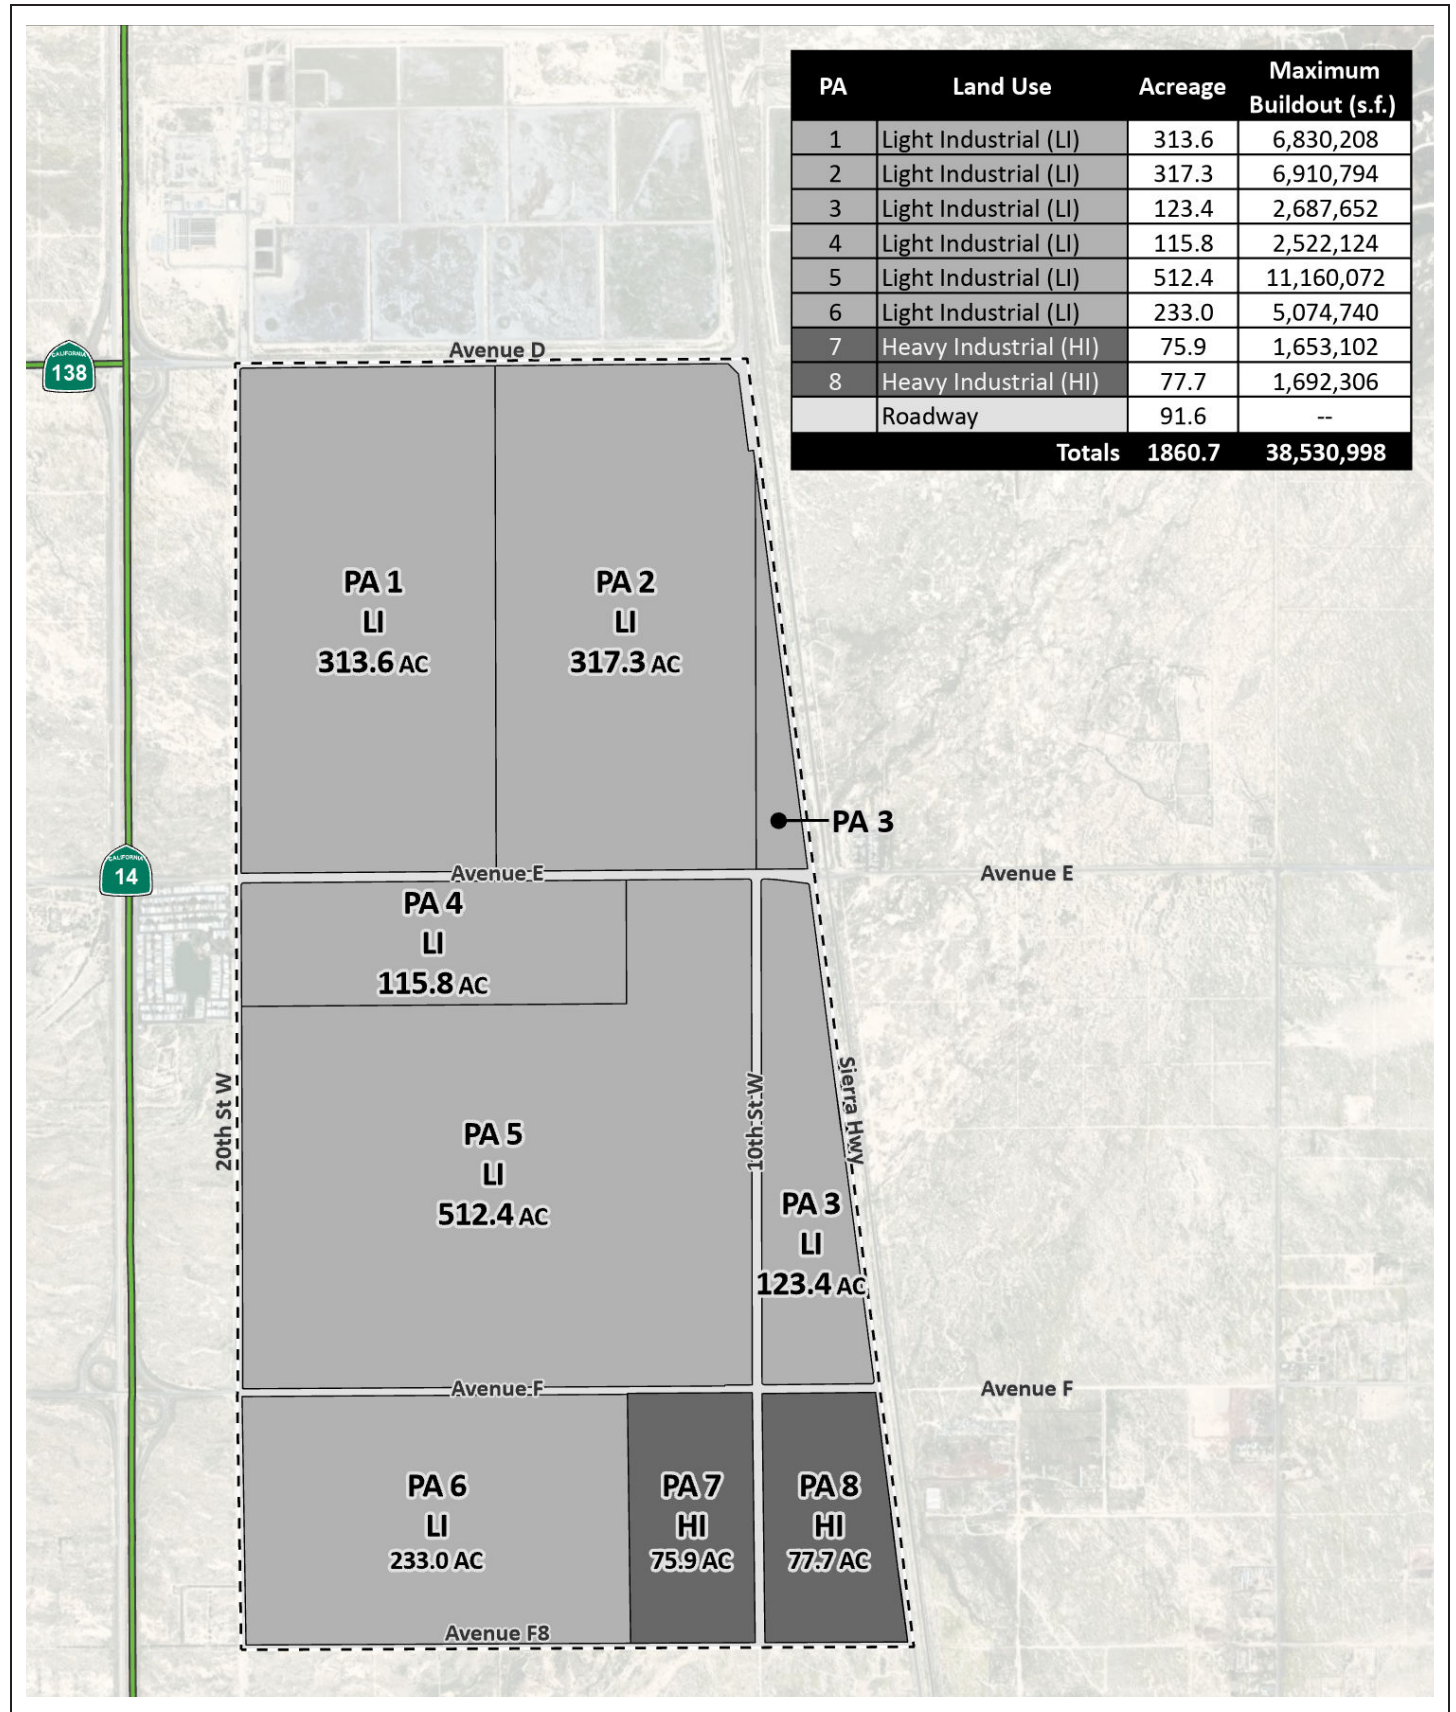 PA Land Use Acreage Maximum Buildout (s.f.)
1 Light Industrial (LI) 313.6 6,830,208
2 Light Industrial (LI) 317.3 6,910,794
3 Light Industrial (LI) 123.4 2,687,652
4 Light Industrial (LI) 115.8 2,522,124
5 Light Industrial (LI) 512.4 11,160,072
6 Light Industrial (LI) 233.0 5,074,740
7 Heavy Industrial (HI) 75.9 1,653,102
8 Heavy Industrial (HI) 77.7 1,692,306
Roadway 91.6 --
Totals 1860.7 38,530,998
Avenue D
CALIFORNIA
138
PA 1
LI
313.6 AC
PA 2
LI
317.3 AC
PA 3
CALIFORNIA
14
Avenue E
Avenue E
PA 4
LI
115.8 AC
20th St W
PA 5
LI
512.4 AC
10th St W
Sierra Hwy
PA 3
LI
123.4 AC
Avenue F
Avenue F
PA 6
LI
233.0 AC
PA 7
HI
75.9 AC
PA 8
HI
77.7 AC
Avenue F8